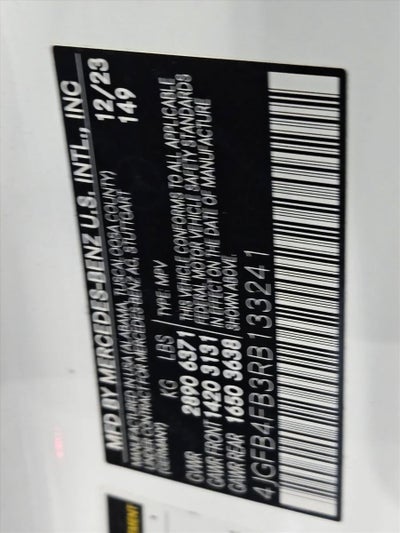 MFD BY MERCEDES-BENZ U.S. INTL., INC
12/23
149
MANUFACTURED IN USA (ALABAMA, TUSCALOOSA COUNTY)
UNDER CONTRACT FOR MERCEDES-BENZ AG, STUTTGART
(GERMANY)
KG LBS TYPE: MPV
GVWR 2890 6371 THIS VEHICLE CONFORMS TO ALL APPLICABLE
GAWR FRONT 1420 3131 FEDERAL MOTOR VEHICLE SAFETY STANDARDS
GAWR REAR 1650 3638 IN EFFECT ON THE DATE OF MANUFACTURE
SHOWN ABOVE.
4JGFB4FB3RB133241